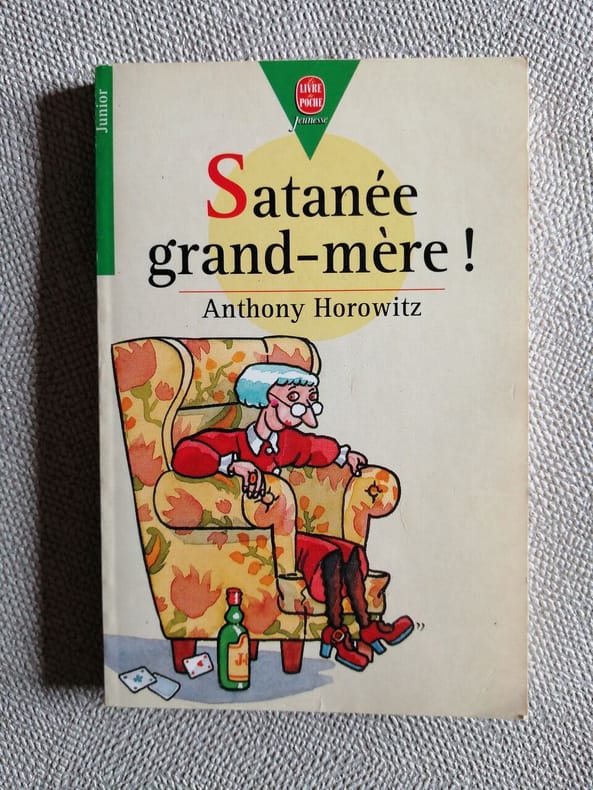 Junior
LE
LIVRE
de
POCHE
Jeunesse
Satanée
grand-mère !
Anthony Horowitz